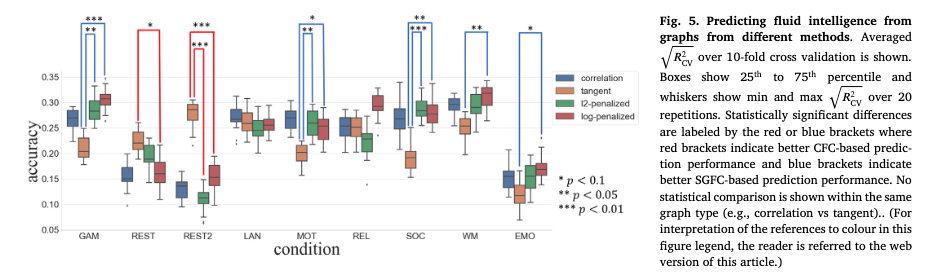 ***
**
*
***
***
*
**
**
***
**
*
0.35
0.30
0.25
0.20
0.15
0.10
0.05
accuracy
correlation
tangent
l2-penalized
log-penalized
* p < 0.1
** p < 0.05
*** p < 0.01
GAM REST REST2 LAN MOT REL SOC WM EMO
condition
Fig. 5. Predicting fluid intelligence from
graphs from different methods. Averaged
√R²CV over 10-fold cross validation is shown.
Boxes show 25th to 75th percentile and
whiskers show min and max √R²CV over 20
repetitions. Statistically significant differences
are labeled by the red or blue brackets where
red brackets indicate better CFC-based predic-
tion performance and blue brackets indicate
better SGFC-based prediction performance. No
statistical comparison is shown within the same
graph type (e.g., correlation vs tangent).. (For
interpretation of the references to colour in this
figure legend, the reader is referred to the web
version of this article.)